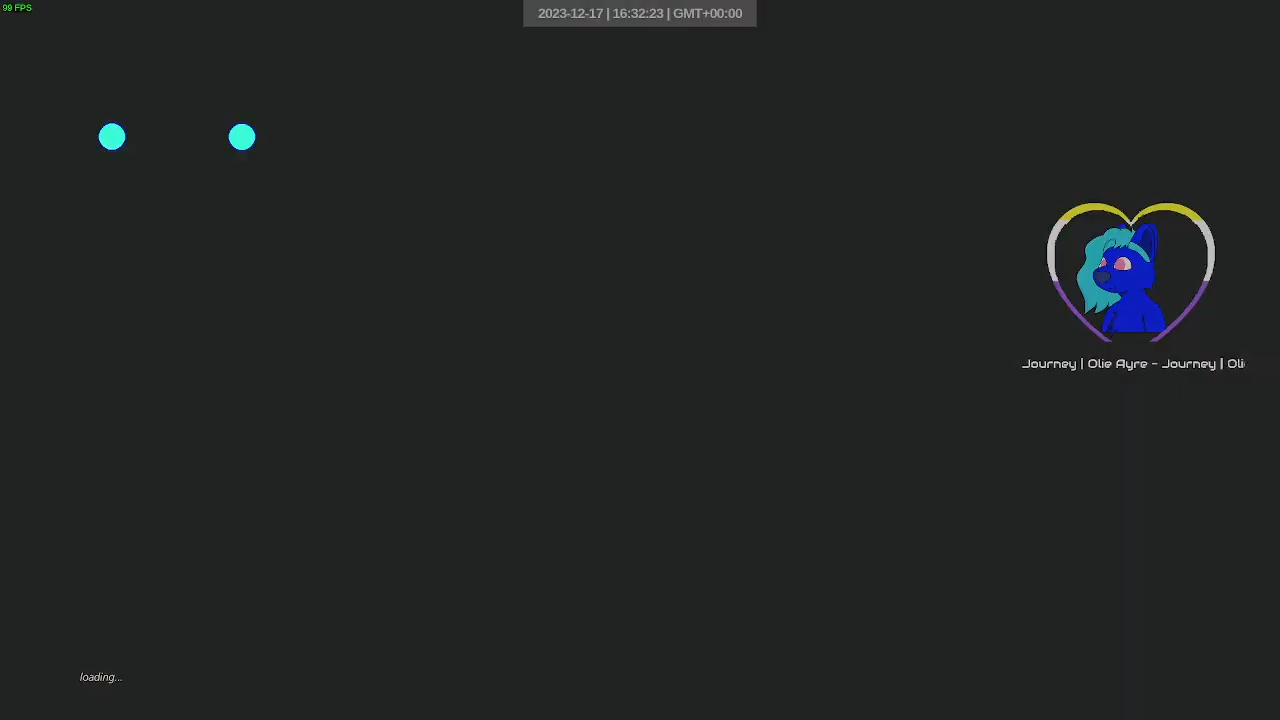 99 FPS
2023-12-17 | 16:32:23 | GMT+00:00
Journey | Olie Ayre - Journey | Oli
loading...